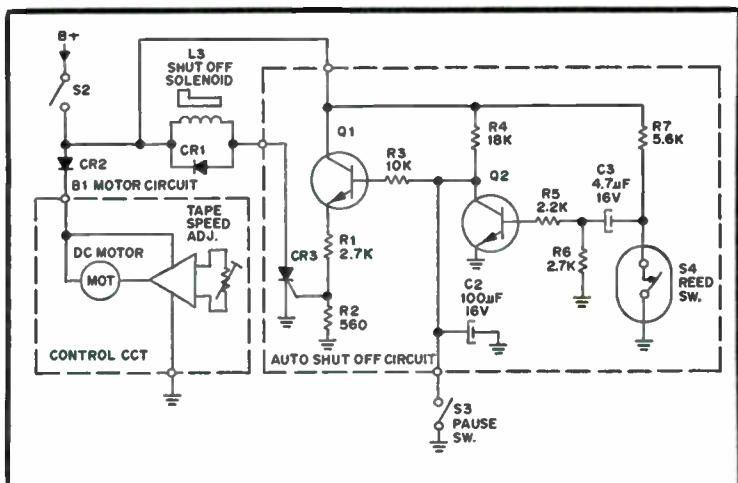 B+
S2
L3
SHUT OFF
SOLENOID
CR1
CR2
B1 MOTOR CIRCUIT
TAPE
SPEED
ADJ.
DC MOTOR
MOT
CONTROL CCT
Q1
R3
10K
R4
18K
Q2
R7
5.6K
C3
4.7µF
16V
R5
2.2K
R6
2.7K
R1
2.7K
CR3
R2
560
C2
100µF
16V
S4
REED
SW.
AUTO SHUT OFF CIRCUIT
S3
PAUSE
SW.